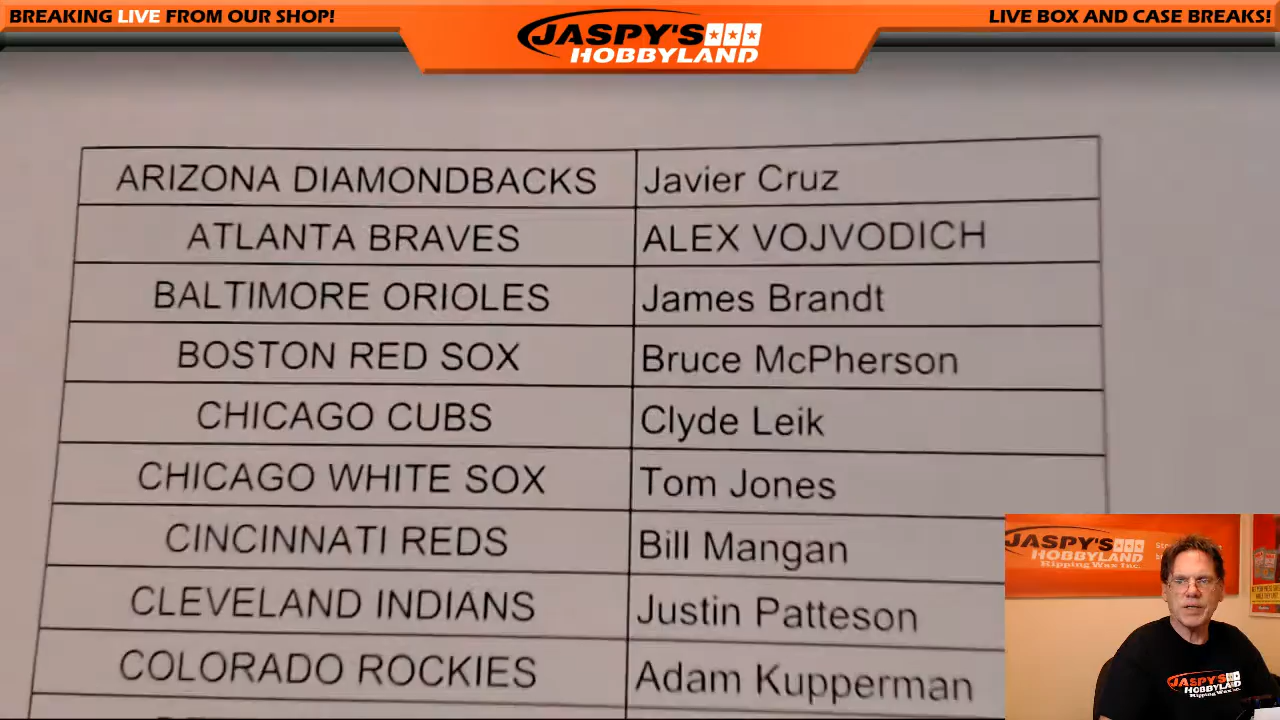 BREAKING LIVE FROM OUR SHOP!
JASPY'S
HOBBYLAND
LIVE BOX AND CASE BREAKS!
ARIZONA DIAMONDBACKS Javier Cruz
ATLANTA BRAVES ALEX VOJVODICH
BALTIMORE ORIOLES James Brandt
BOSTON RED SOX Bruce McPherson
CHICAGO CUBS Clyde Leik
CHICAGO WHITE SOX Tom Jones
CINCINNATI REDS Bill Mangan
CLEVELAND INDIANS Justin Patteson
COLORADO ROCKIES Adam Kupperman
JASPY'S
HOBBYLAND
Ripping Wax Inc.
JASPY'S
HOBBYLAND
Ripping Wax Inc.